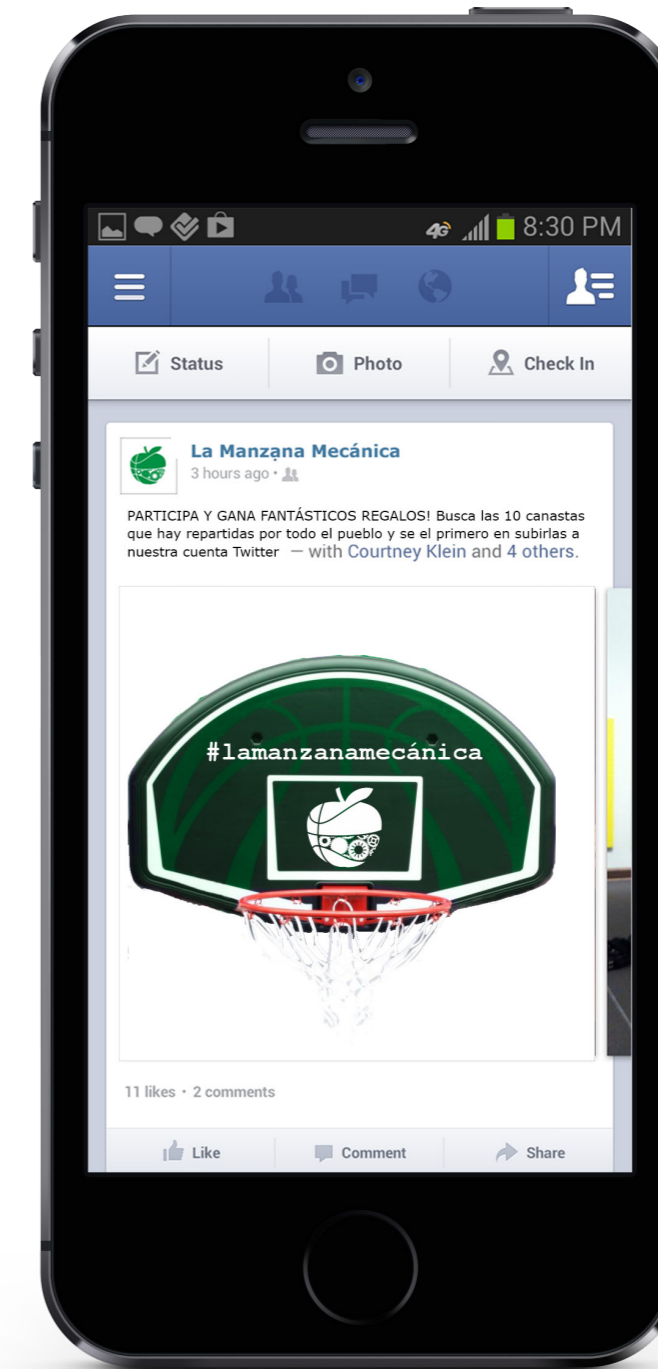 4G 8:30 PM
Status Photo Check In
La Manzana Mecánica
3 hours ago •
PARTICIPA Y GANA FANTÁSTICOS REGALOS! Busca las 10 canastas
que hay repartidas por todo el pueblo y se el primero en subirlas a
nuestra cuenta Twitter — with Courtney Klein and 4 others.
#lamanzanamecánica
11 likes • 2 comments
Like Comment Share